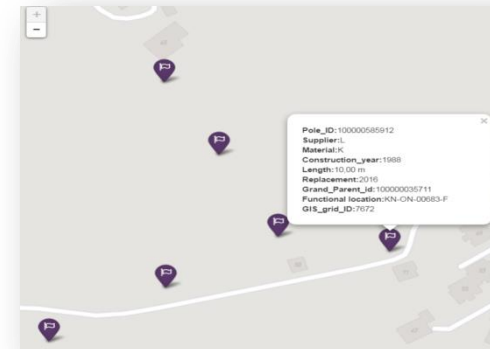 +
−
×
Pole_ID:100000585912
Supplier:L
Material:K
Construction_year:1988
Length:10,00 m
Replacement:2016
Grand_Parent_id:100000035711
Functional location:KN-ON-00683-F
GIS_grid_ID:7672